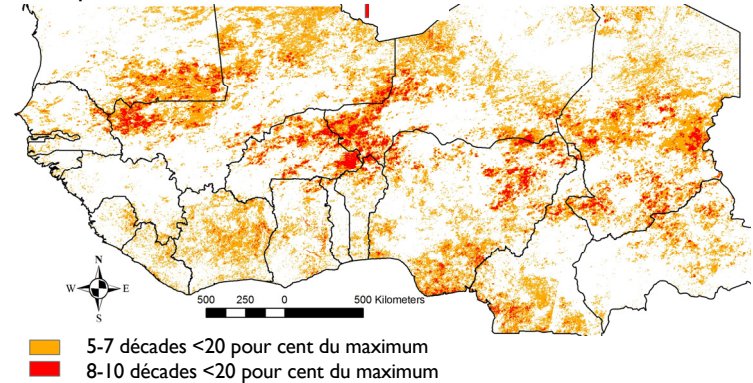 N
W E
S
500 250 0 500 Kilometers
5-7 décades <20 pour cent du maximum
8-10 décades <20 pour cent du maximum